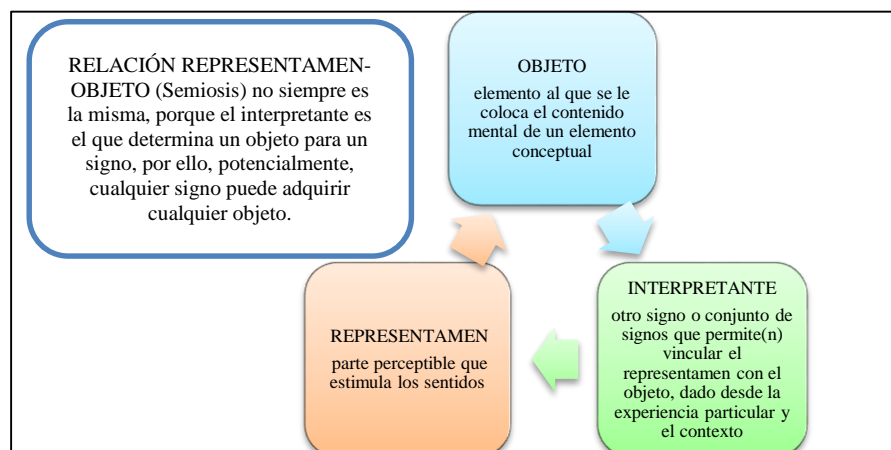 RELACIÓN REPRESENTAMEN-
OBJETO (Semiosis) no siempre es
la misma, porque el interpretante es
el que determina un objeto para un
signo, por ello, potencialmente,
cualquier signo puede adquirir
cualquier objeto.
OBJETO
elemento al que se le
coloca el contenido
mental de un elemento
conceptual
INTERPRETANTE
otro signo o conjunto de
signos que permite(n)
vincular el
representamen con el
objeto, dado desde la
experiencia particular y
el contexto
REPRESENTAMEN
parte perceptible que
estimula los sentidos